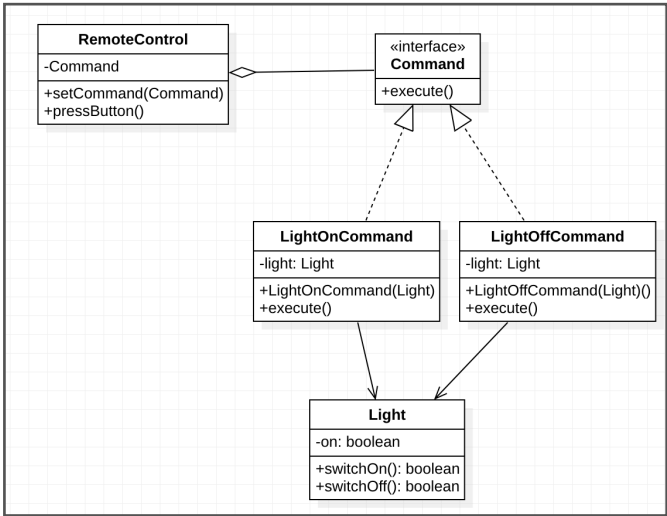 RemoteControl
-Command
+setCommand(Command)
+pressButton()
«interface»
Command
+execute()
LightOnCommand
-light: Light
+LightOnCommand(Light)
+execute()
LightOffCommand
-light: Light
+LightOffCommand(Light)()
+execute()
Light
-on: boolean
+switchOn(): boolean
+switchOff(): boolean